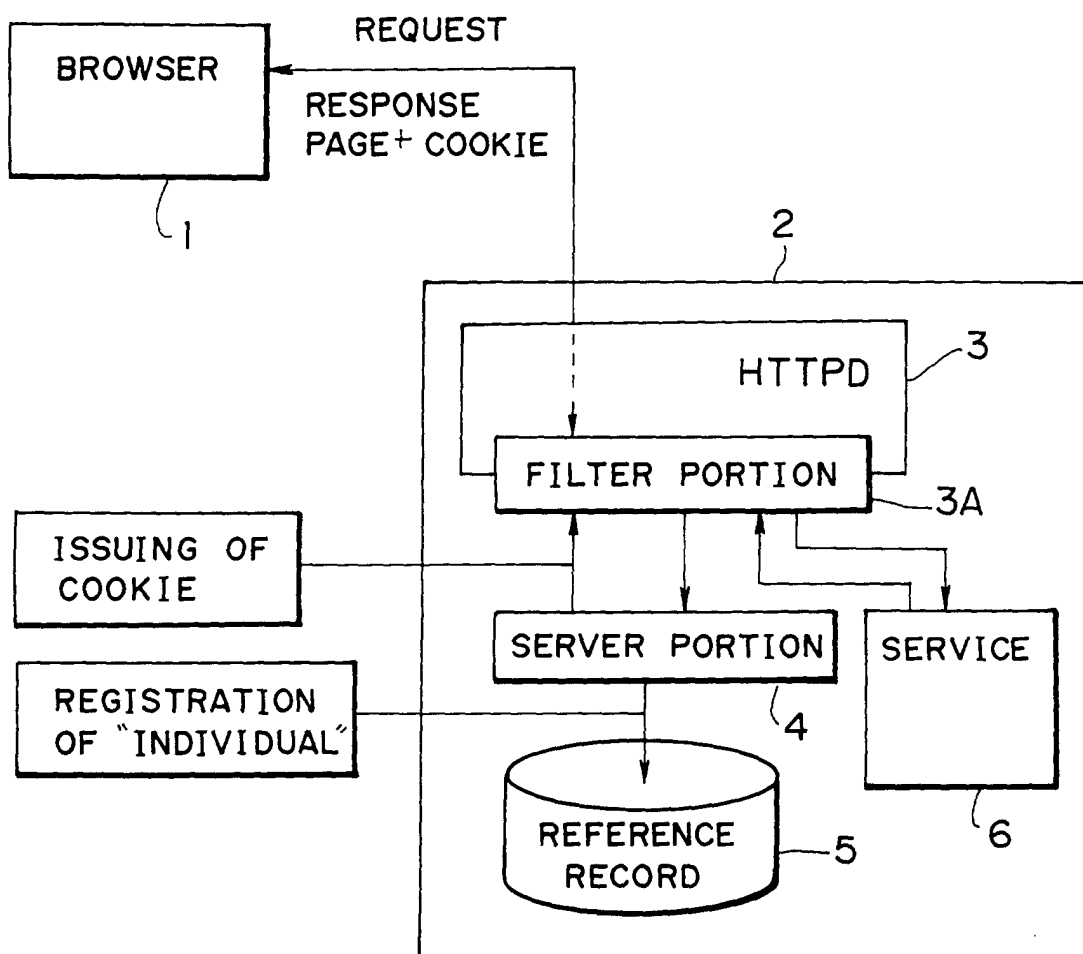 REQUEST
BROWSER
RESPONSE
PAGE+ COOKIE
1
2
3
HTTPD
FILTER PORTION
3A
ISSUING OF
COOKIE
SERVER PORTION
SERVICE
REGISTRATION
OF "INDIVIDUAL"
4
6
REFERENCE
RECORD
5